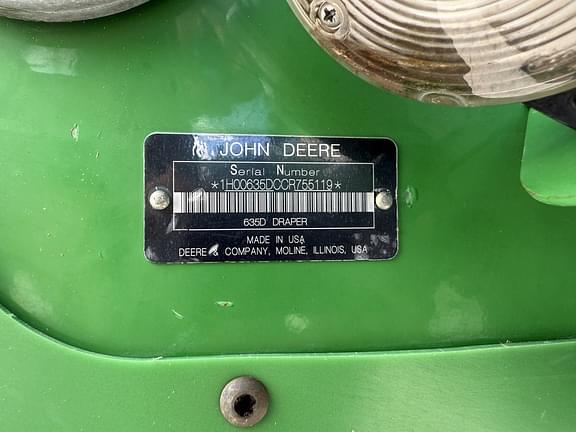 JOHN DEERE
Serial Number
*1H00635DCCR755119*
635D DRAPER
MADE IN USA
DEERE & COMPANY, MOLINE, ILLINOIS, USA